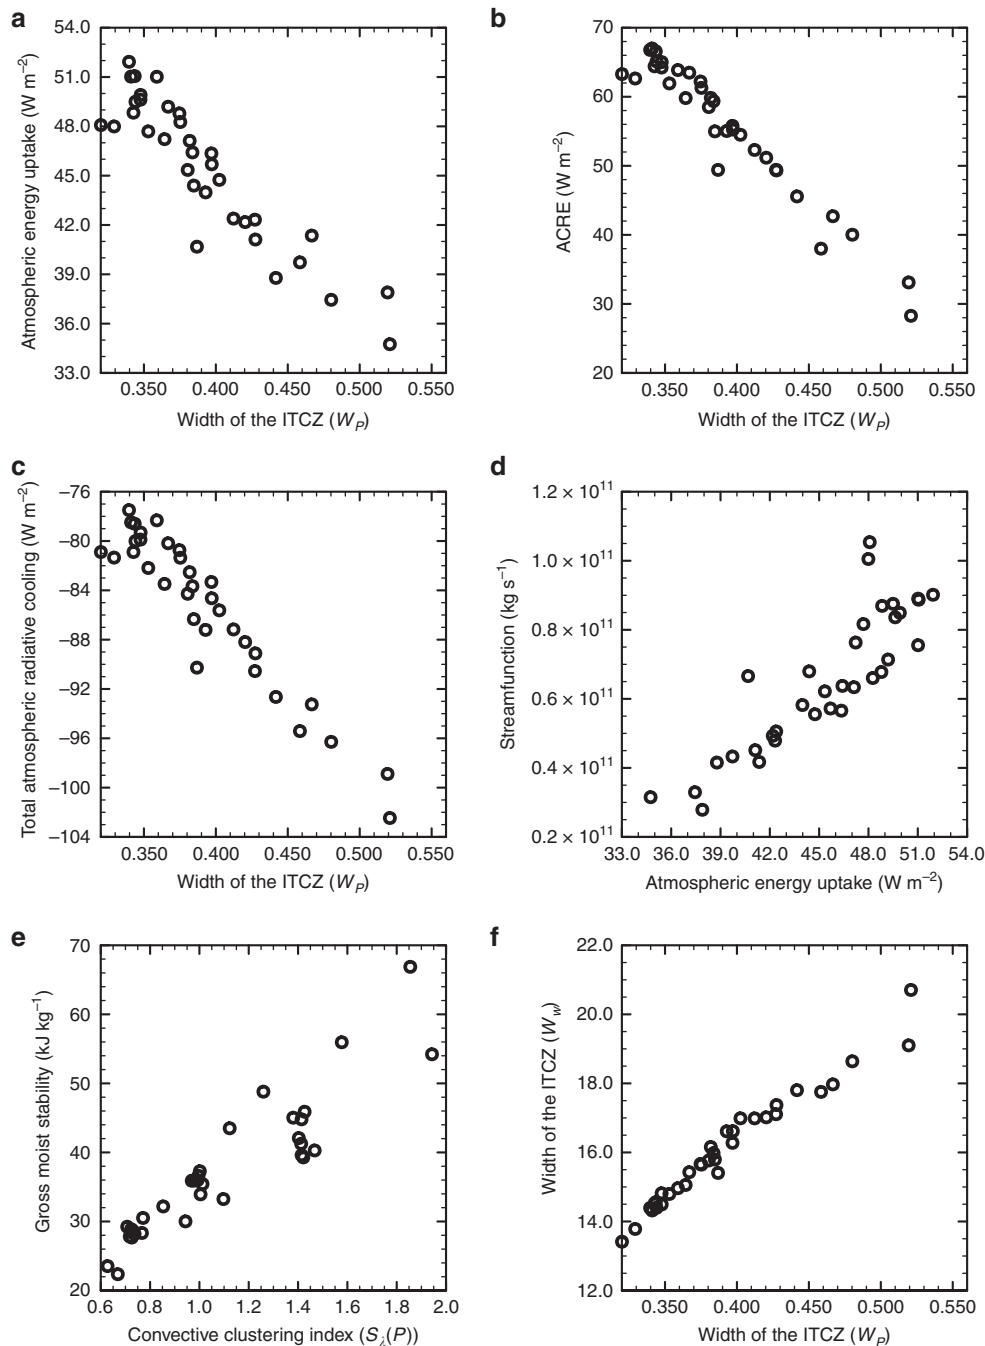 a
54.0
51.0
48.0
45.0
42.0
39.0
36.0
33.0
Atmospheric energy uptake (W m−2)
0.350 0.400 0.450 0.500 0.550
Width of the ITCZ (WP)
b
70
60
50
40
30
20
ACRE (W m−2)
0.350 0.400 0.450 0.500 0.550
Width of the ITCZ (WP)
c
−76
−80
−84
−88
−92
−96
−100
−104
Total atmospheric radiative cooling (W m−2)
0.350 0.400 0.450 0.500 0.550
Width of the ITCZ (WP)
d
1.2 × 10¹¹
1.0 × 10¹¹
0.8 × 10¹¹
0.6 × 10¹¹
0.4 × 10¹¹
0.2 × 10¹¹
Streamfunction (kg s−1)
33.0 36.0 39.0 42.0 45.0 48.0 51.0 54.0
Atmospheric energy uptake (W m−2)
e
70
60
50
40
30
20
Gross moist stability (kJ kg−1)
0.6 0.8 1.0 1.2 1.4 1.6 1.8 2.0
Convective clustering index (Sλ(P))
f
22.0
20.0
18.0
16.0
14.0
12.0
Width of the ITCZ (Ww)
0.350 0.400 0.450 0.500 0.550
Width of the ITCZ (WP)